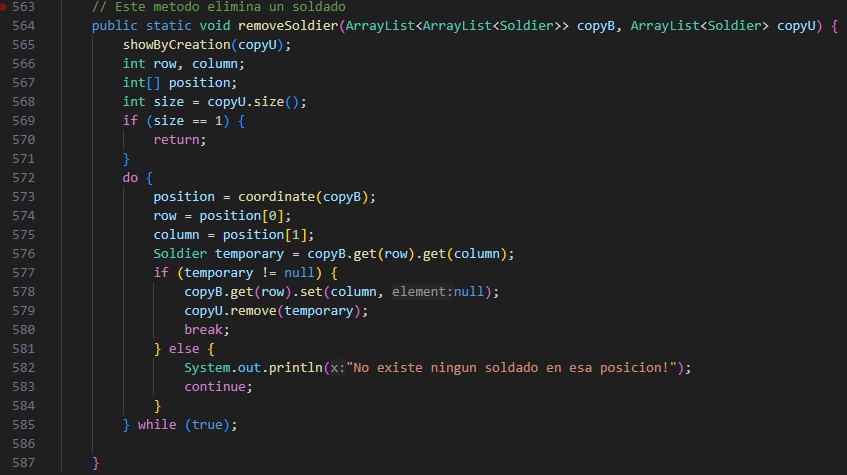 563 // Este metodo elimina un soldado
564 public static void removeSoldier(ArrayList<ArrayList<Soldier>> copyB, ArrayList<Soldier> copyU) {
565 showByCreation(copyU);
566 int row, column;
567 int[] position;
568 int size = copyU.size();
569 if (size == 1) {
570 return;
571 }
572 do {
573 position = coordinate(copyB);
574 row = position[0];
575 column = position[1];
576 Soldier temporary = copyB.get(row).get(column);
577 if (temporary != null) {
578 copyB.get(row).set(column, element:null);
579 copyU.remove(temporary);
580 break;
581 } else {
582 System.out.println(x:"No existe ningun soldado en esa posicion!");
583 continue;
584 }
585 } while (true);
586
587 }